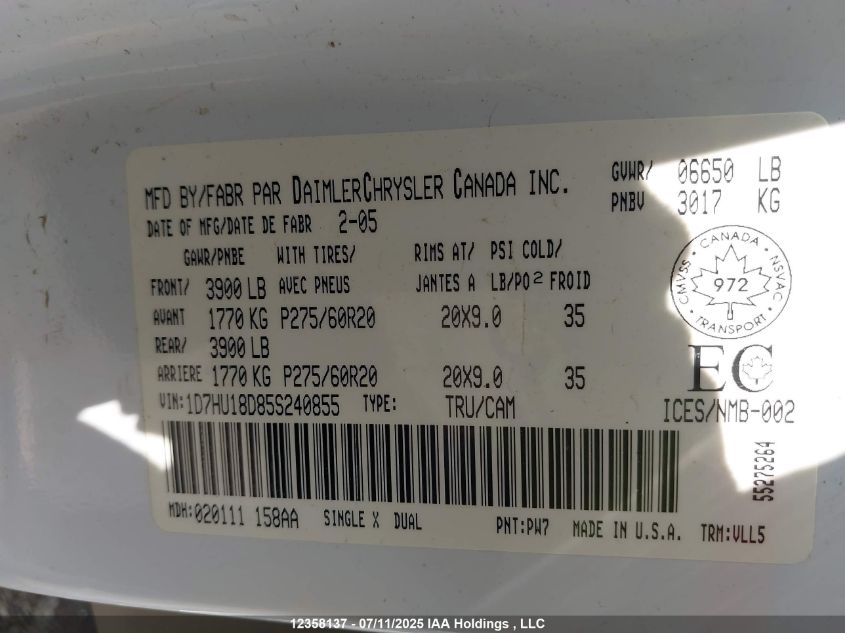 MFD BY/FABR PAR DAIMLERCHRYSLER CANADA INC.
GVWR/ 06650 LB
PNBV 3017 KG
DATE OF MFG/DATE DE FABR 2-05
GAWR/PNBE WITH TIRES/ RIMS AT/ PSI COLD/
FRONT/ 3900 LB AVEC PNEUS JANTES A LB/PO2 FROID
AVANT 1770 KG P275/60R20 20X9.0 35
REAR/ 3900 LB
ARRIERE 1770 KG P275/60R20 20X9.0 35
VIN:1D7HU18D85S240855 TYPE: TRU/CAM
CANADA
CMVSS NSVAC
972
TRANSPORT
EC
ICES/NMB-002
55275264
MDH:020111 158AA SINGLE X DUAL PNT:PW7 MADE IN U.S.A. TRM:VLL5
12358137 - 07/11/2025 IAA Holdings , LLC